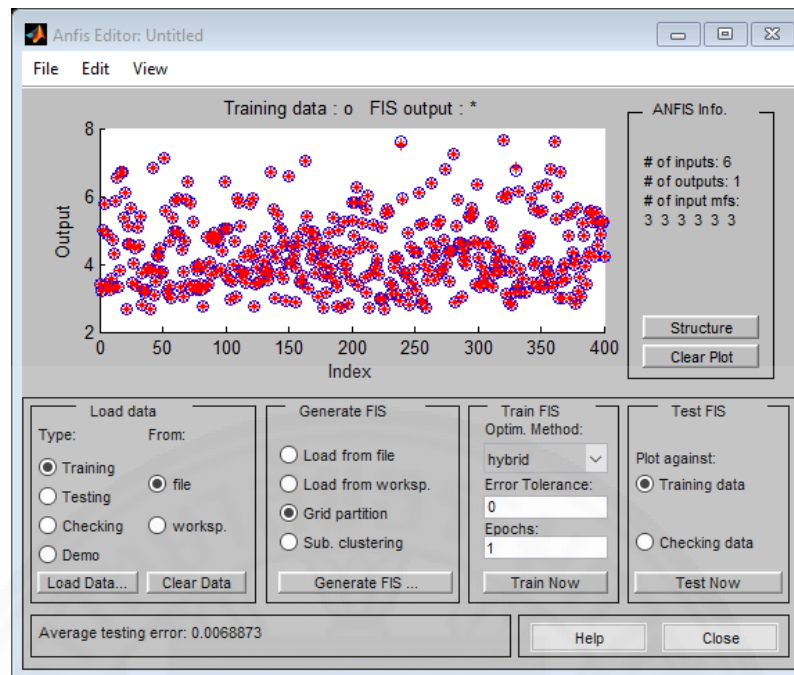 Anfis Editor: Untitled
File Edit View
Training data : o FIS output : *
Output
8
6
4
2
0 50 100 150 200 250 300 350 400
Index
ANFIS Info.
# of inputs: 6
# of outputs: 1
# of input mfs:
3 3 3 3 3 3
Structure
Clear Plot
Load data
Type: From:
Training
Testing
Checking
Demo
file
worksp.
Load Data... Clear Data
Generate FIS
Load from file
Load from worksp.
Grid partition
Sub. clustering
Generate FIS ...
Train FIS
Optim. Method:
hybrid
Error Tolerance:
0
Epochs:
1
Train Now
Test FIS
Plot against:
Training data
Checking data
Test Now
Average testing error: 0.0068873
Help
Close